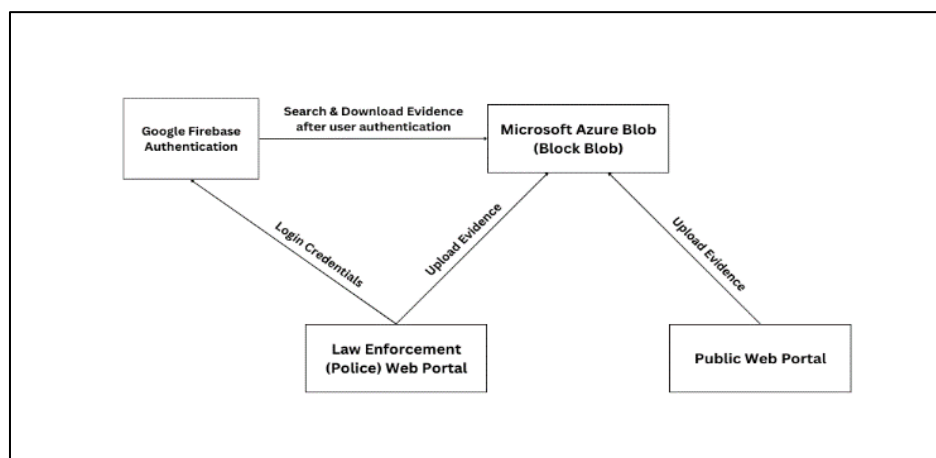 Search & Download Evidence
after user authentication
Google Firebase
Authentication
Microsoft Azure Blob
(Block Blob)
Login Credentials
Upload Evidence
Upload Evidence
Law Enforcement
(Police) Web Portal
Public Web Portal